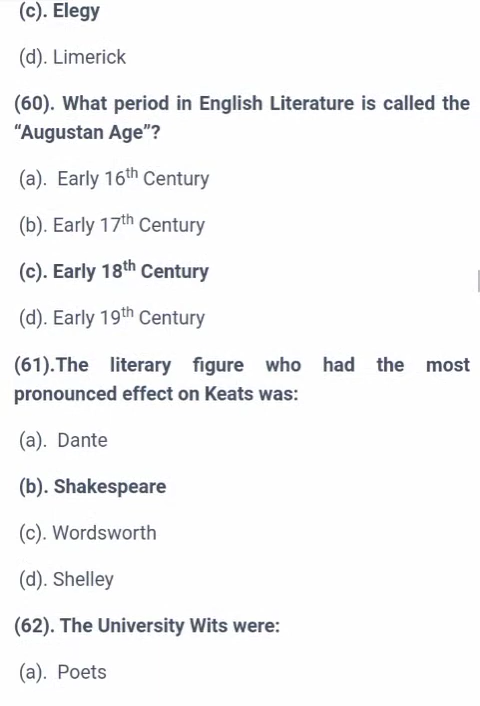 (c). Elegy
(d). Limerick
(60). What period in English Literature is called the
“Augustan Age”?
(a). Early 16th Century
(b). Early 17th Century
(c). Early 18th Century
(d). Early 19th Century
(61).The literary figure who had the most
pronounced effect on Keats was:
(a). Dante
(b). Shakespeare
(c). Wordsworth
(d). Shelley
(62). The University Wits were:
(a). Poets